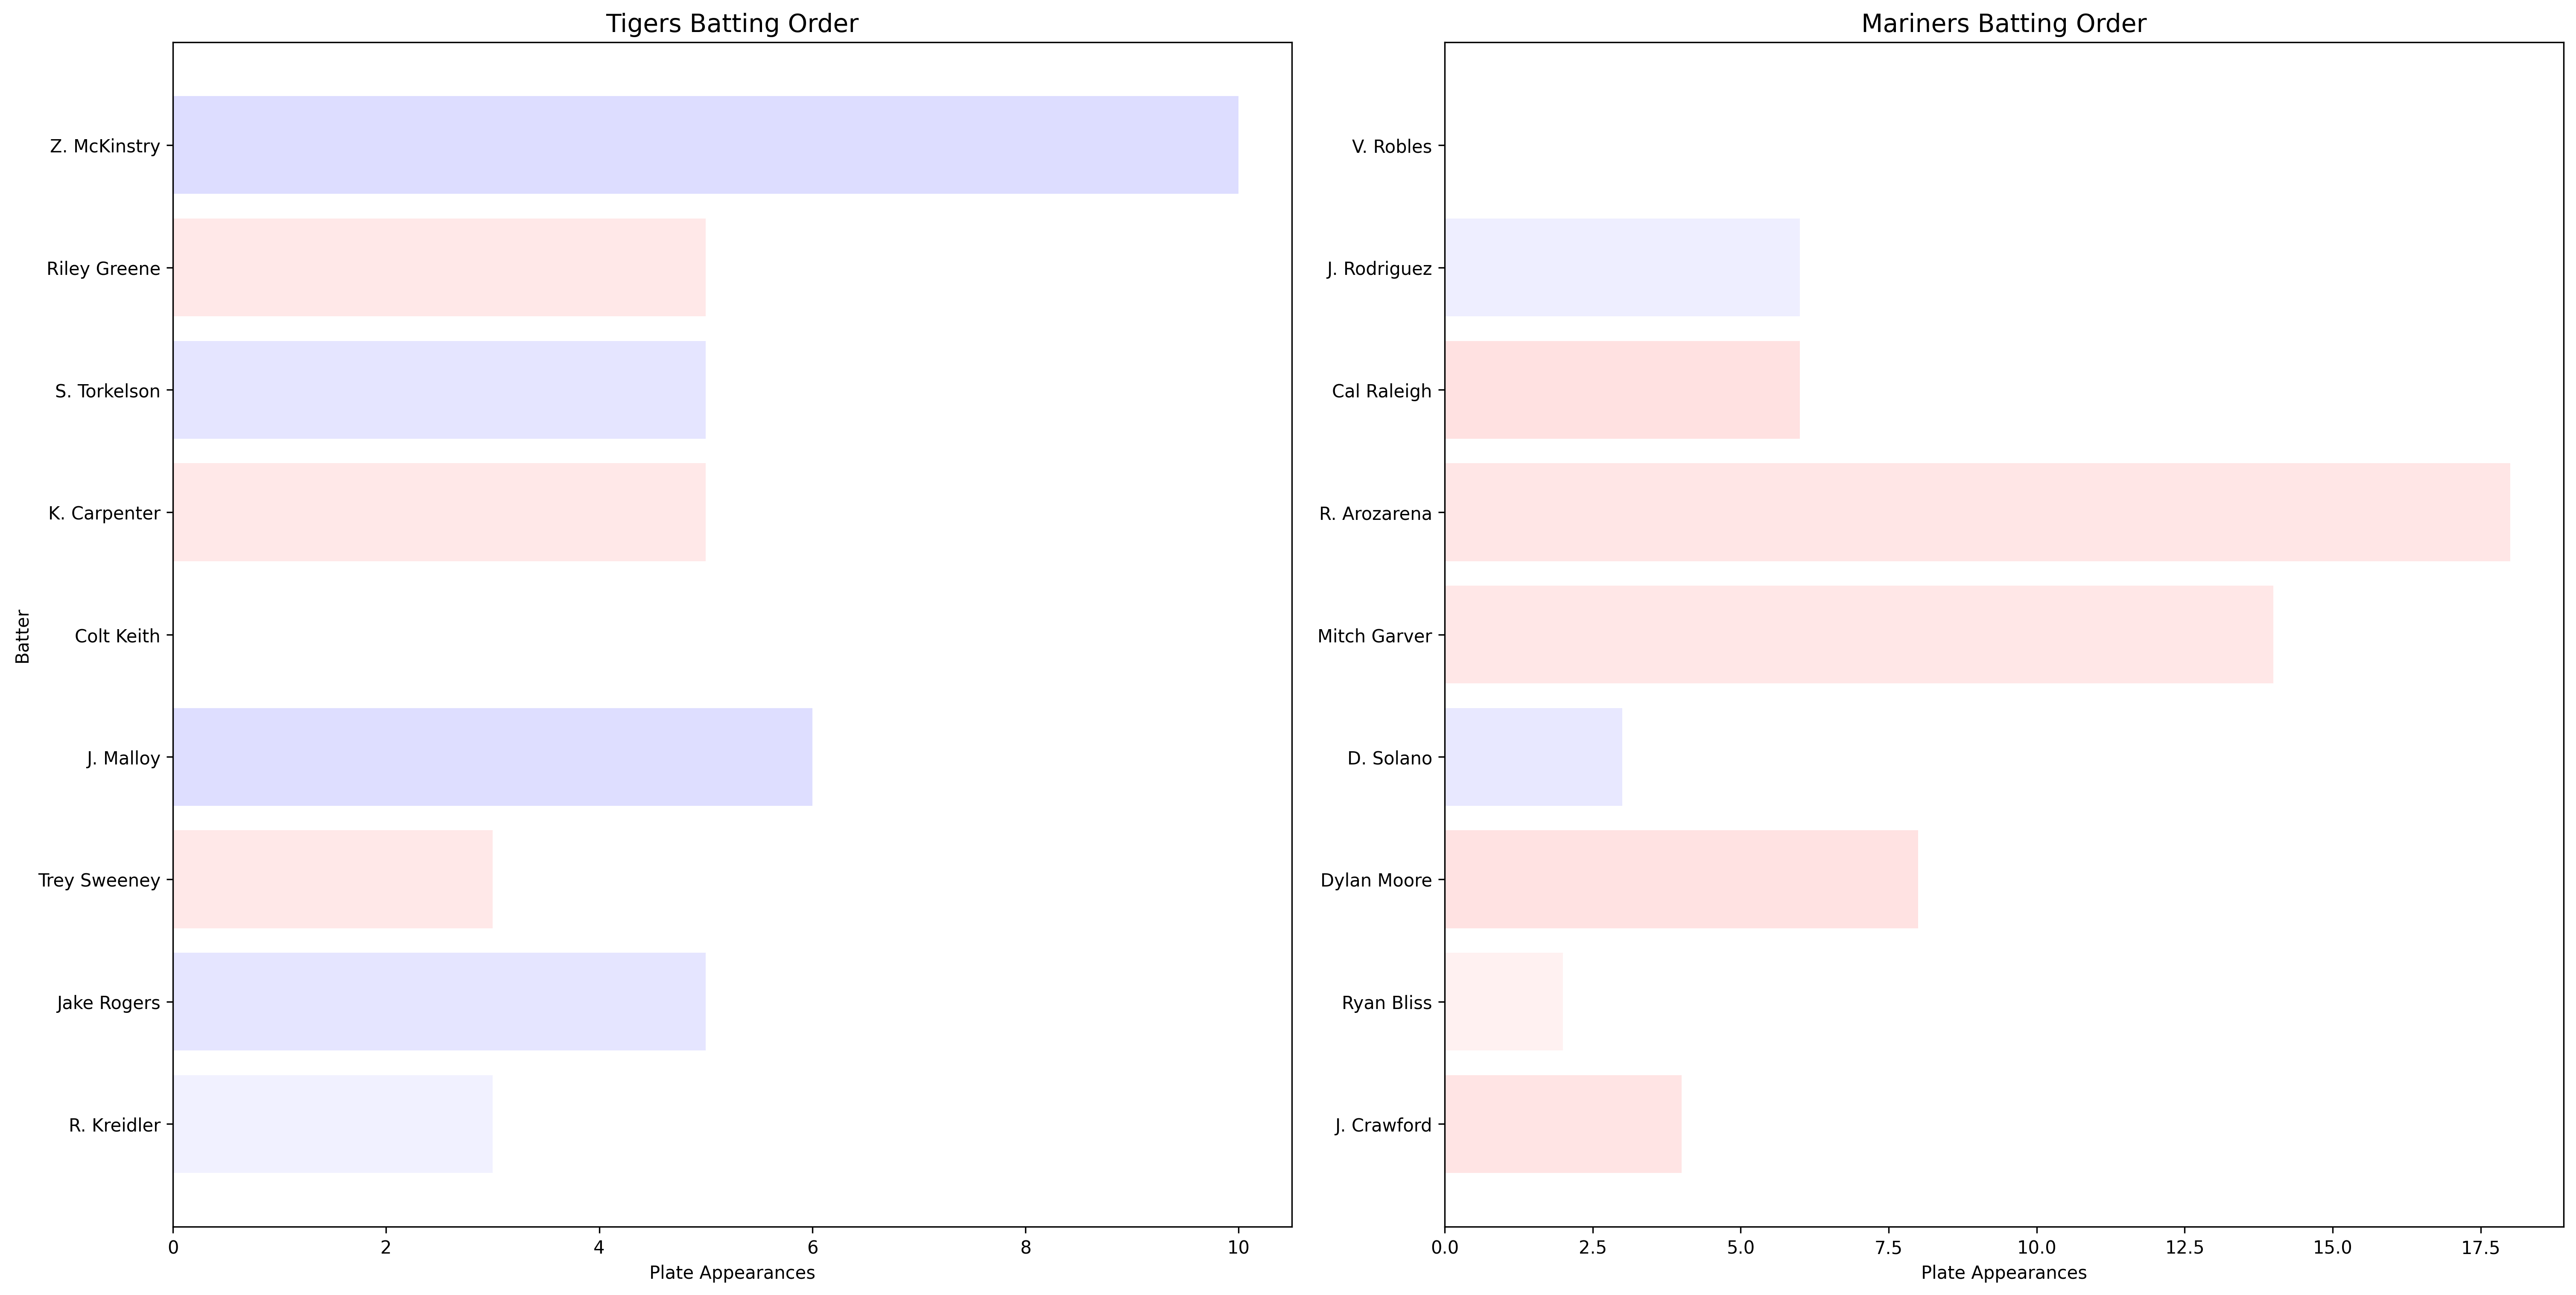 Tigers Batting Order
Batter
Z. McKinstry
Riley Greene
S. Torkelson
K. Carpenter
Colt Keith
J. Malloy
Trey Sweeney
Jake Rogers
R. Kreidler
0 2 4 6 8 10
Plate Appearances
Mariners Batting Order
V. Robles
J. Rodriguez
Cal Raleigh
R. Arozarena
Mitch Garver
D. Solano
Dylan Moore
Ryan Bliss
J. Crawford
0.0 2.5 5.0 7.5 10.0 12.5 15.0 17.5
Plate Appearances